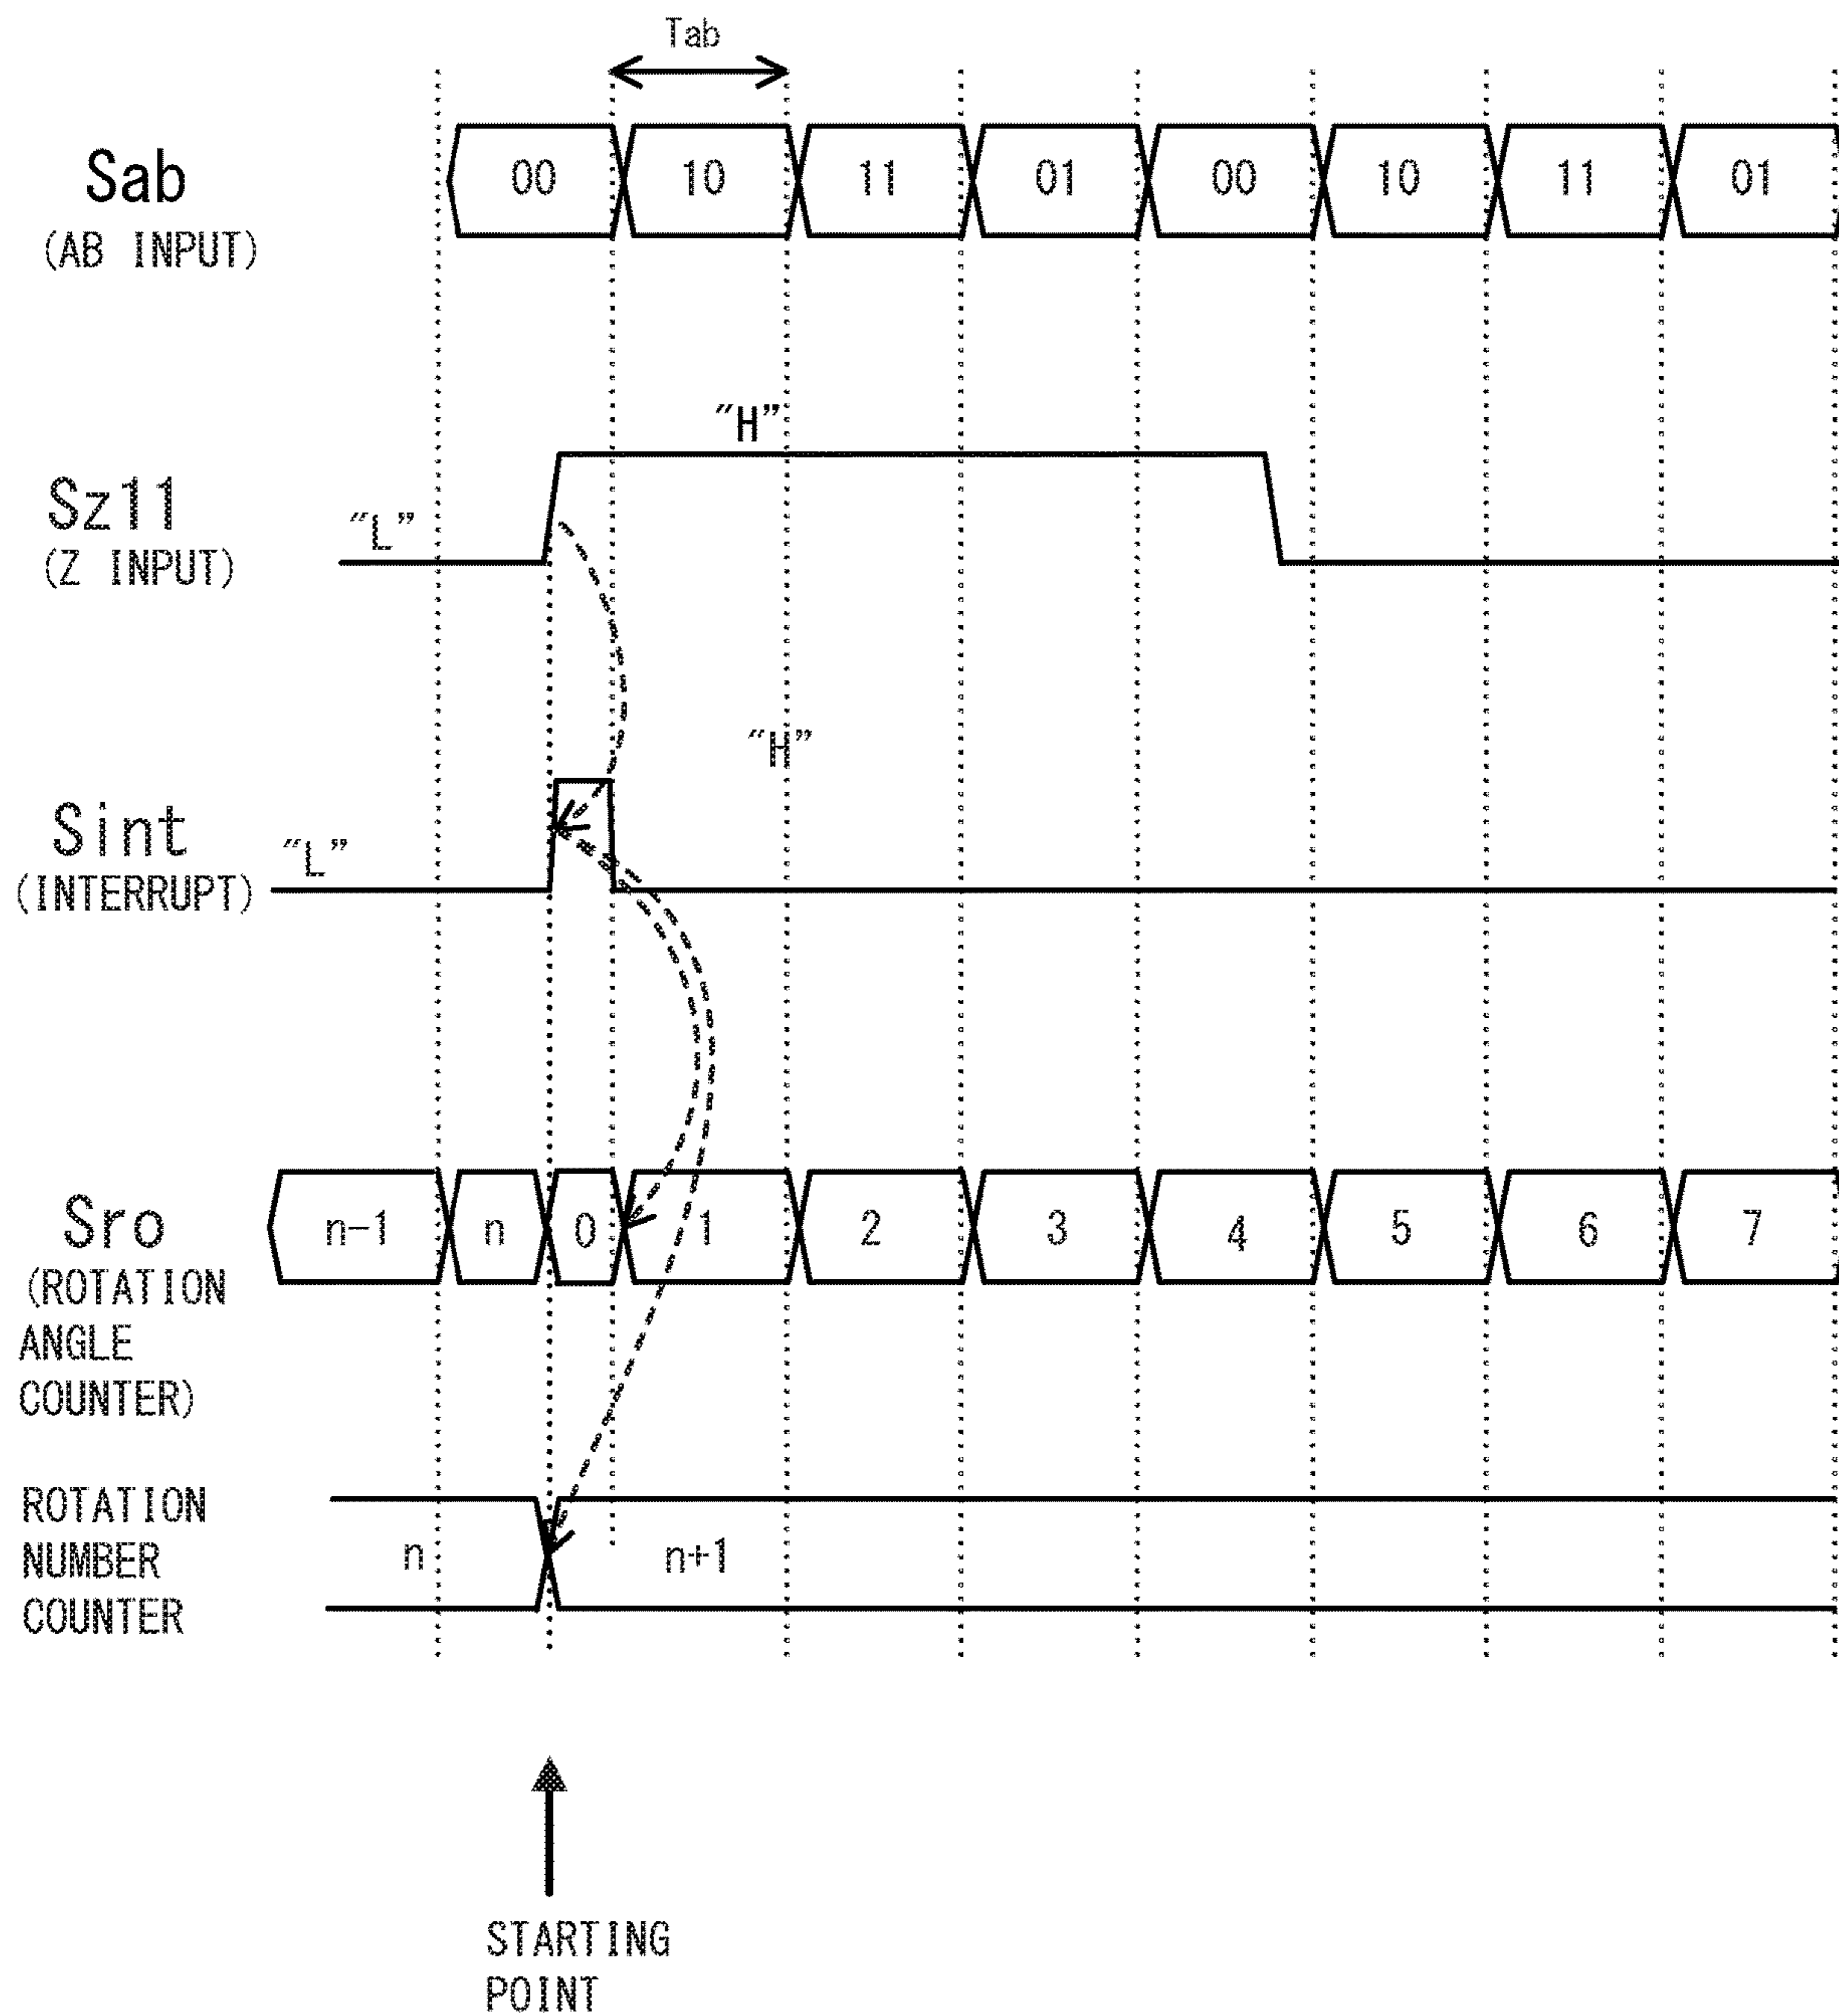 Tab
Sab
(AB INPUT)
00 10 11 01 00 10 11 01
"H"
Sz11
"L"
(Z INPUT)
"H"
Sint
"L"
(INTERRUPT)
Sro
n-1 n 0 1 2 3 4 5 6 7
(ROTATION
ANGLE
COUNTER)
ROTATION
NUMBER
COUNTER
n n+1
STARTING
POINT